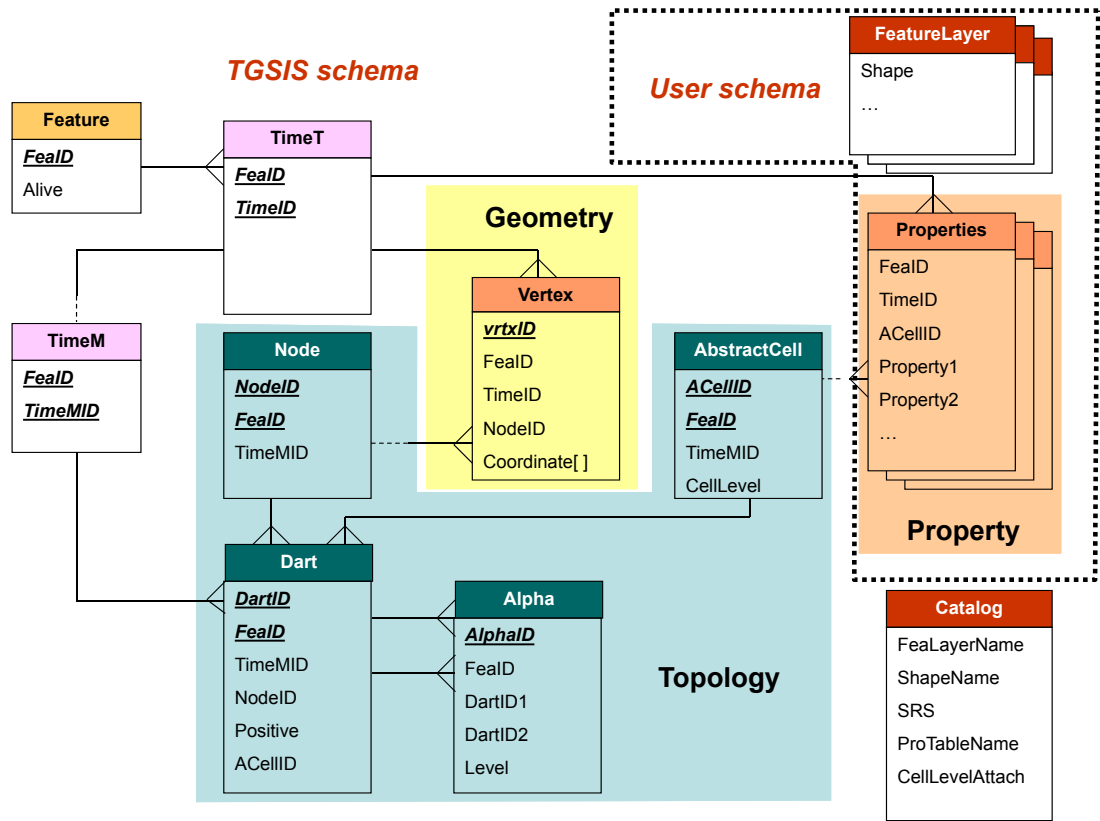 TGSIS schema
User schema
FeatureLayer
Shape
…
Feature
FeaID
Alive
TimeT
FeaID
TimeID
Geometry
Vertex
vrtxID
FeaID
TimeID
NodeID
Coordinate[ ]
Properties
FeaID
TimeID
ACellID
Property1
Property2
…
Property
TimeM
FeaID
TimeMID
Node
NodeID
FeaID
TimeMID
AbstractCell
ACellID
FeaID
TimeMID
CellLevel
Dart
DartID
FeaID
TimeMID
NodeID
Positive
ACellID
Alpha
AlphaID
FeaID
DartID1
DartID2
Level
Topology
Catalog
FeaLayerName
ShapeName
SRS
ProTableName
CellLevelAttach